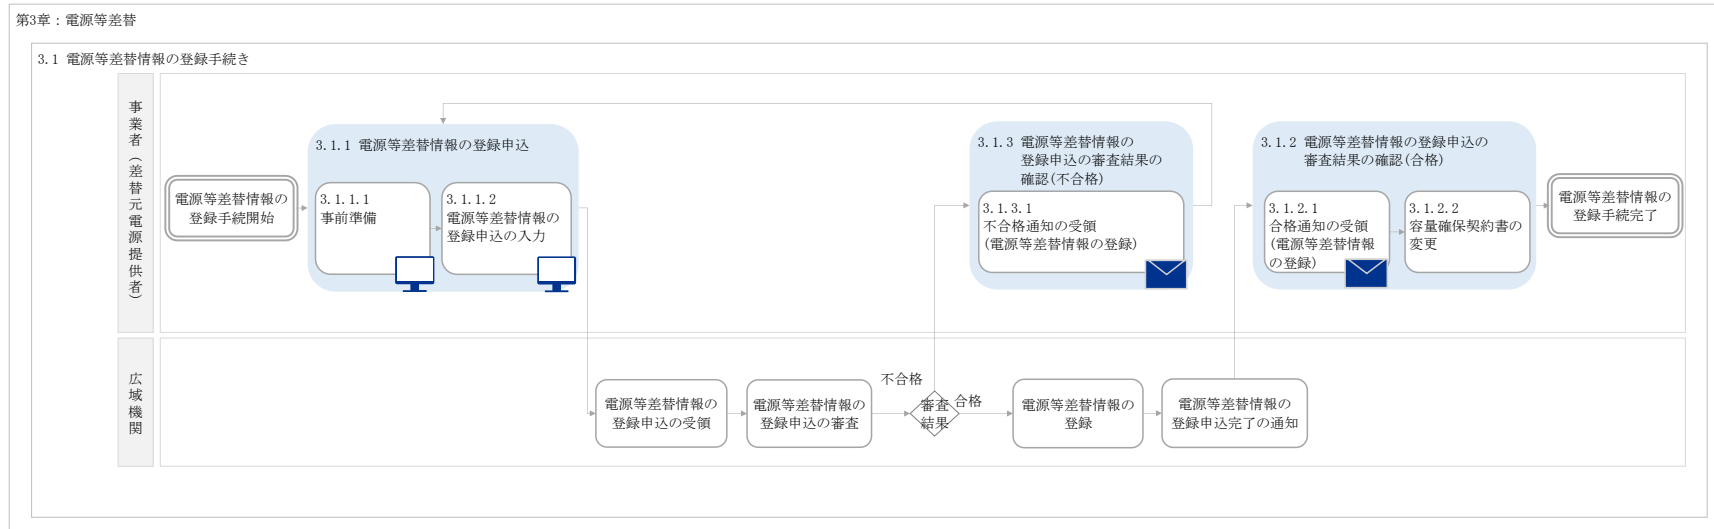 第3章：電源等差替
3.1 電源等差替情報の登録手続き
事業者（差替元電源提供者）
電源等差替情報の
登録手続開始
3.1.1 電源等差替情報の登録申込
3.1.1.1
事前準備
3.1.1.2
電源等差替情報の
登録申込の入力
3.1.3 電源等差替情報の
登録申込の審査結果の
確認(不合格)
3.1.3.1
不合格通知の受領
(電源等差替情報の登録)
3.1.2 電源等差替情報の登録申込の
審査結果の確認(合格)
3.1.2.1
合格通知の受領
(電源等差替情報
の登録)
3.1.2.2
容量確保契約書の
変更
電源等差替情報の
登録手続完了
広域機関
電源等差替情報の
登録申込の受領
電源等差替情報の
登録申込の審査
不合格
審査
結果
合格
電源等差替情報の
登録
電源等差替情報の
登録申込完了の通知